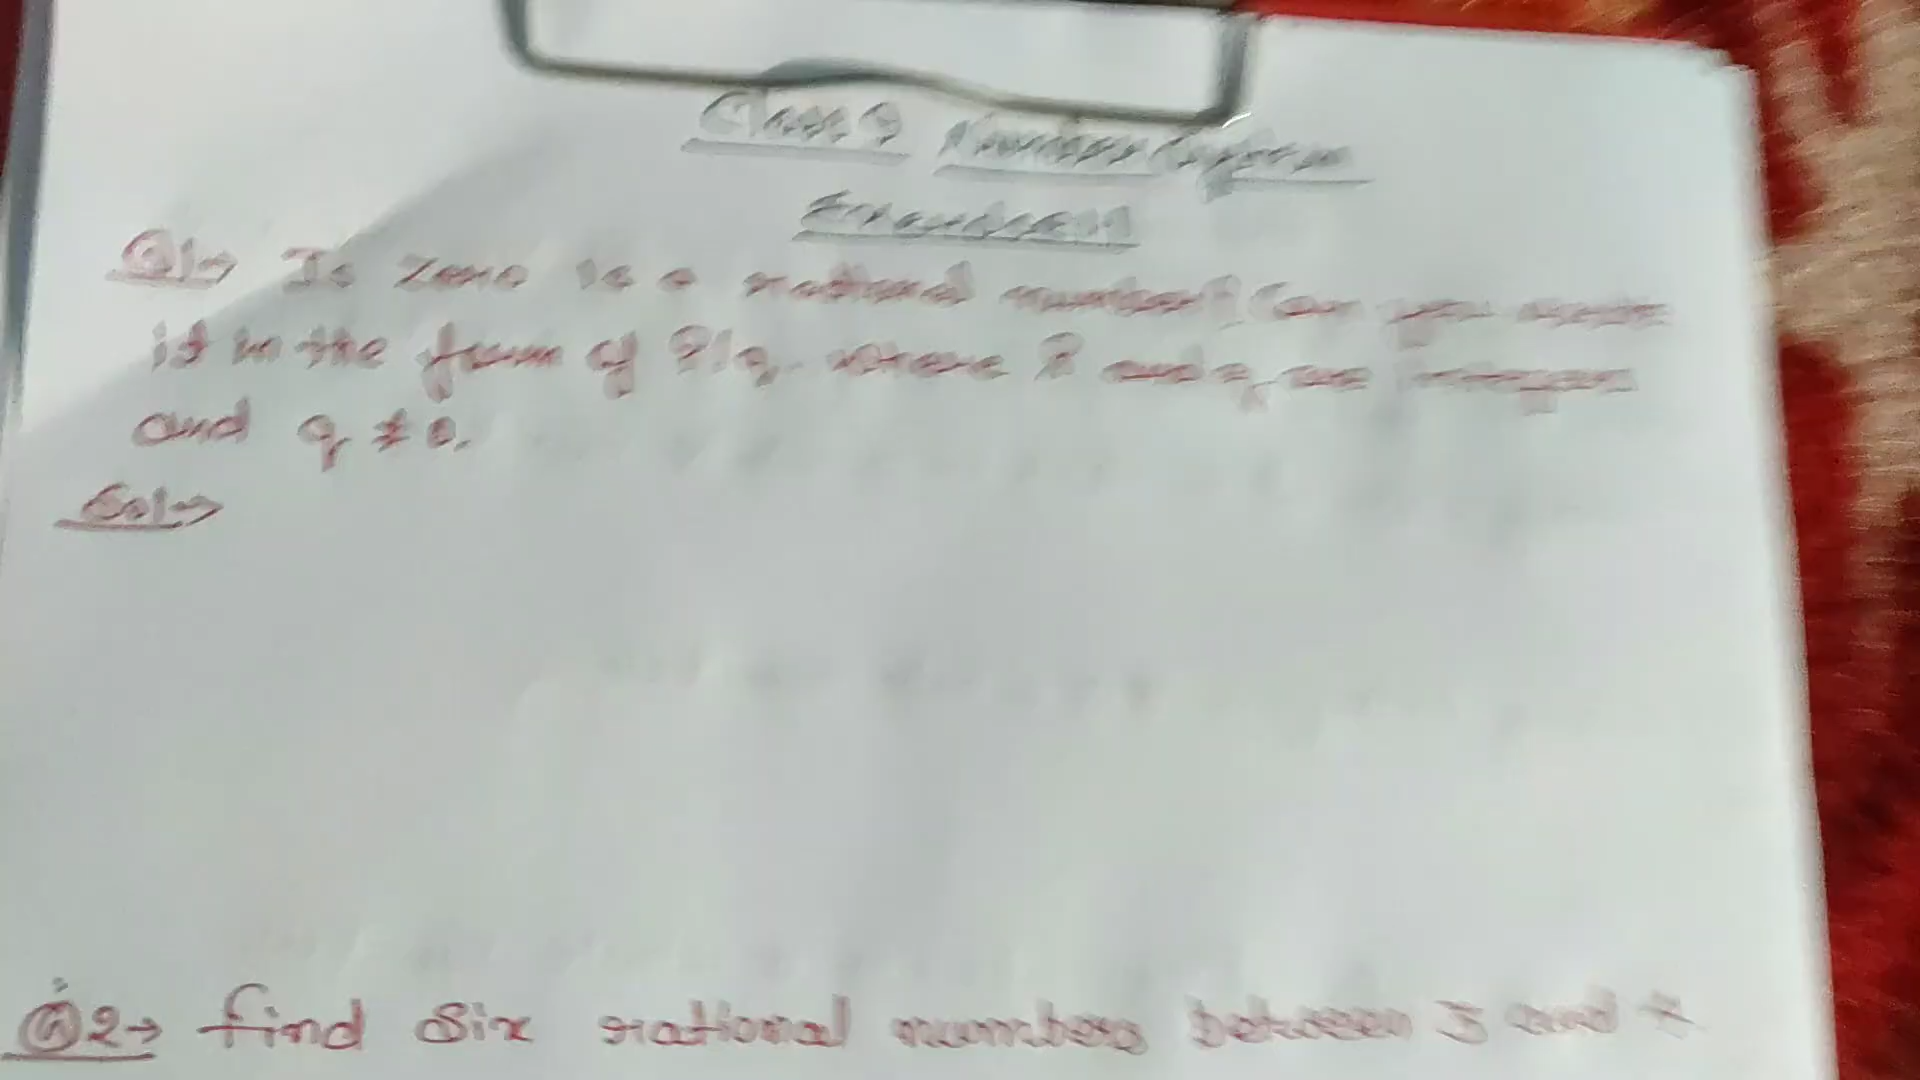 Class 9 Number System
Exercise 1.1
Q1→ Is Zero is a rational number? Can you write
it in the form of P/q. where P and q are integers
and q ≠ 0.
Sol→
Q2→ find Six rational numbers between 3 and